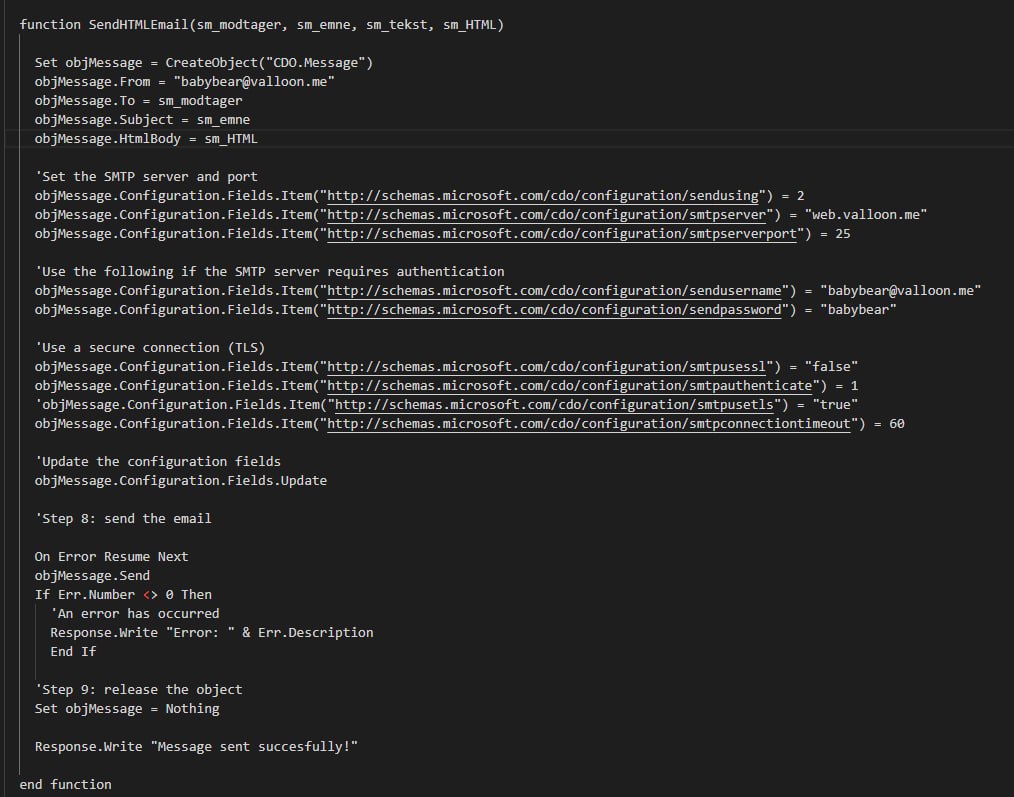 function SendHTMLEmail(sm_modtager, sm_emne, sm_tekst, sm_HTML)
Set objMessage = CreateObject("CDO.Message")
objMessage.From = "babybear@valloon.me"
objMessage.To = sm_modtager
objMessage.Subject = sm_emne
objMessage.HtmlBody = sm_HTML
'Set the SMTP server and port
objMessage.Configuration.Fields.Item("http://schemas.microsoft.com/cdo/configuration/sendusing") = 2
objMessage.Configuration.Fields.Item("http://schemas.microsoft.com/cdo/configuration/smtpserver") = "web.valloon.me"
objMessage.Configuration.Fields.Item("http://schemas.microsoft.com/cdo/configuration/smtpserverport") = 25
'Use the following if the SMTP server requires authentication
objMessage.Configuration.Fields.Item("http://schemas.microsoft.com/cdo/configuration/sendusername") = "babybear@valloon.me"
objMessage.Configuration.Fields.Item("http://schemas.microsoft.com/cdo/configuration/sendpassword") = "babybear"
'Use a secure connection (TLS)
objMessage.Configuration.Fields.Item("http://schemas.microsoft.com/cdo/configuration/smtpusessl") = "false"
objMessage.Configuration.Fields.Item("http://schemas.microsoft.com/cdo/configuration/smtpauthenticate") = 1
'objMessage.Configuration.Fields.Item("http://schemas.microsoft.com/cdo/configuration/smtpusetls") = "true"
objMessage.Configuration.Fields.Item("http://schemas.microsoft.com/cdo/configuration/smtpconnectiontimeout") = 60
'Update the configuration fields
objMessage.Configuration.Fields.Update
'Step 8: send the email
On Error Resume Next
objMessage.Send
If Err.Number <> 0 Then
'An error has occurred
Response.Write "Error: " & Err.Description
End If
'Step 9: release the object
Set objMessage = Nothing
Response.Write "Message sent succesfully!"
end function